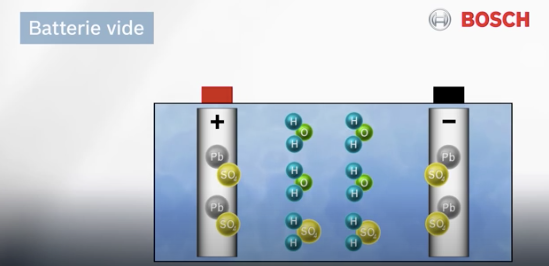 Batterie vide
BOSCH
+
−
H H
O O
Pb H H Pb
SO₄ H H SO₄
O O
Pb H H Pb
SO₄ H H SO₄
SO₄ SO₄
H H